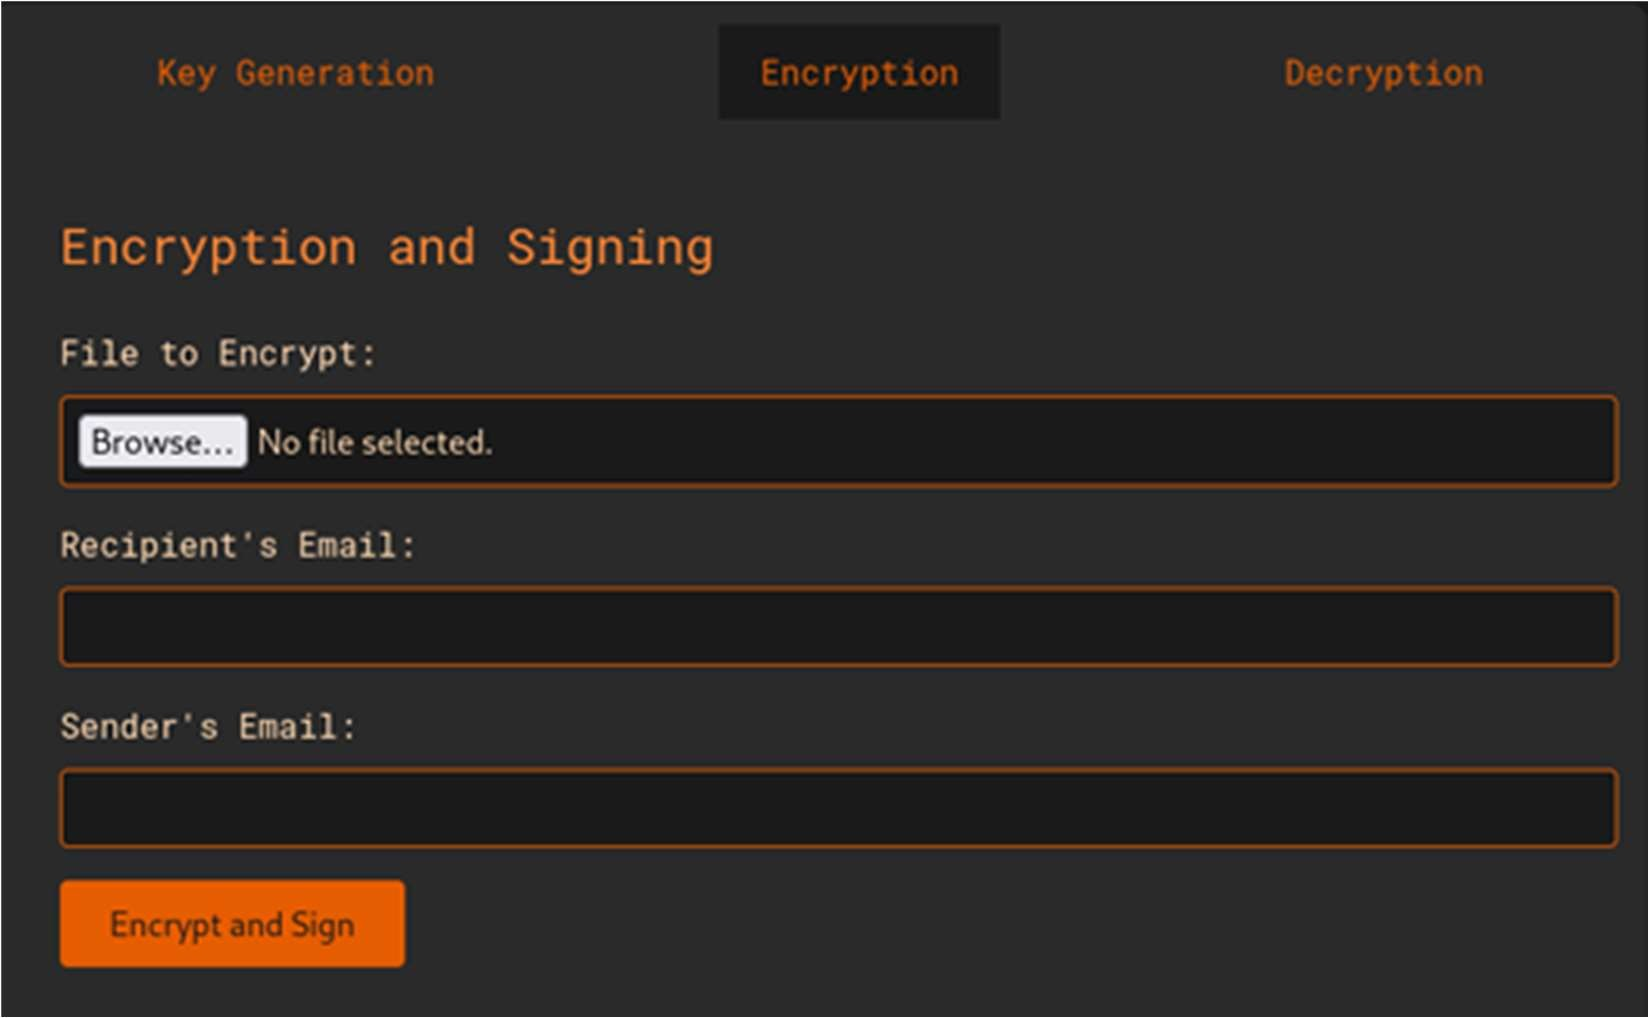 Key Generation Encryption Decryption
Encryption and Signing
File to Encrypt:
Browse... No file selected.
Recipient's Email:
Sender's Email:
Encrypt and Sign